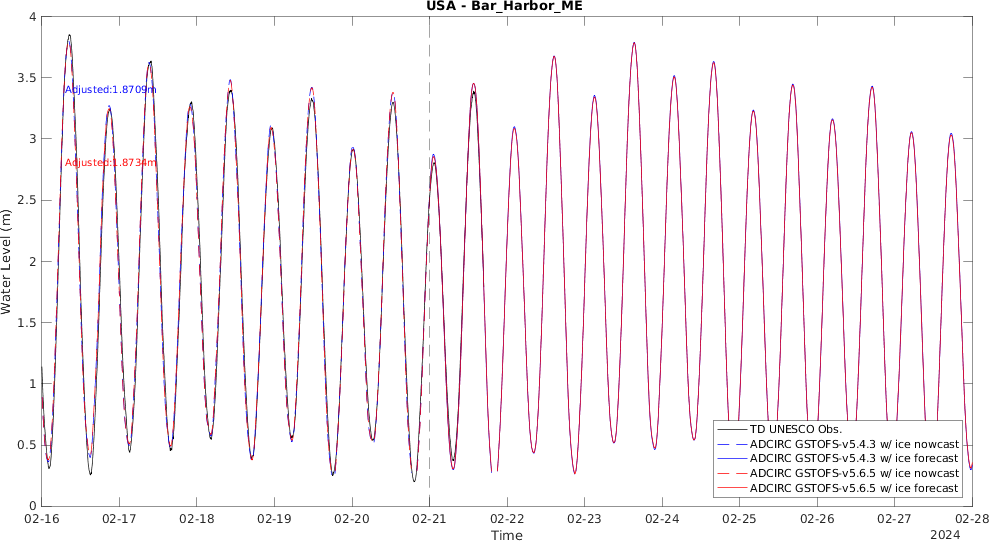 USA - Bar_Harbor_ME
4
3.5
3
2.5
2
1.5
1
0.5
0
Water Level (m)
Adjusted:1.8709m
Adjusted:1.8734m
TD UNESCO Obs.
ADCIRC GSTOFS-v5.4.3 w/ ice nowcast
ADCIRC GSTOFS-v5.4.3 w/ ice forecast
ADCIRC GSTOFS-v5.6.5 w/ ice nowcast
ADCIRC GSTOFS-v5.6.5 w/ ice forecast
02-16 02-17 02-18 02-19 02-20 02-21 02-22 02-23 02-24 02-25 02-26 02-27 02-28
Time
2024